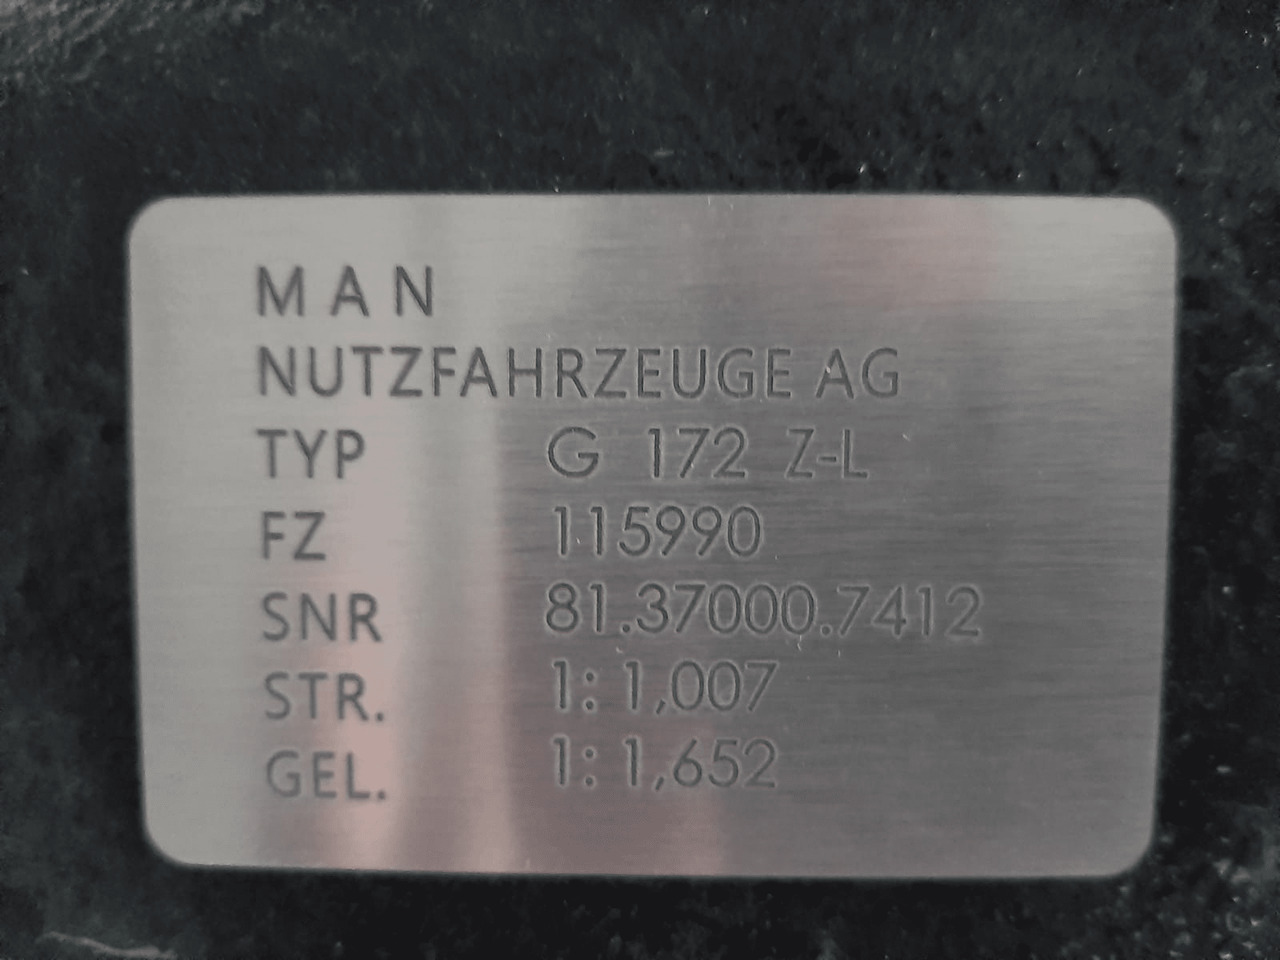 MAN
NUTZFAHRZEUGE AG
TYP G 172 Z-L
FZ 115990
SNR 81.37000.7412
STR. 1: 1,007
GEL. 1: 1,652